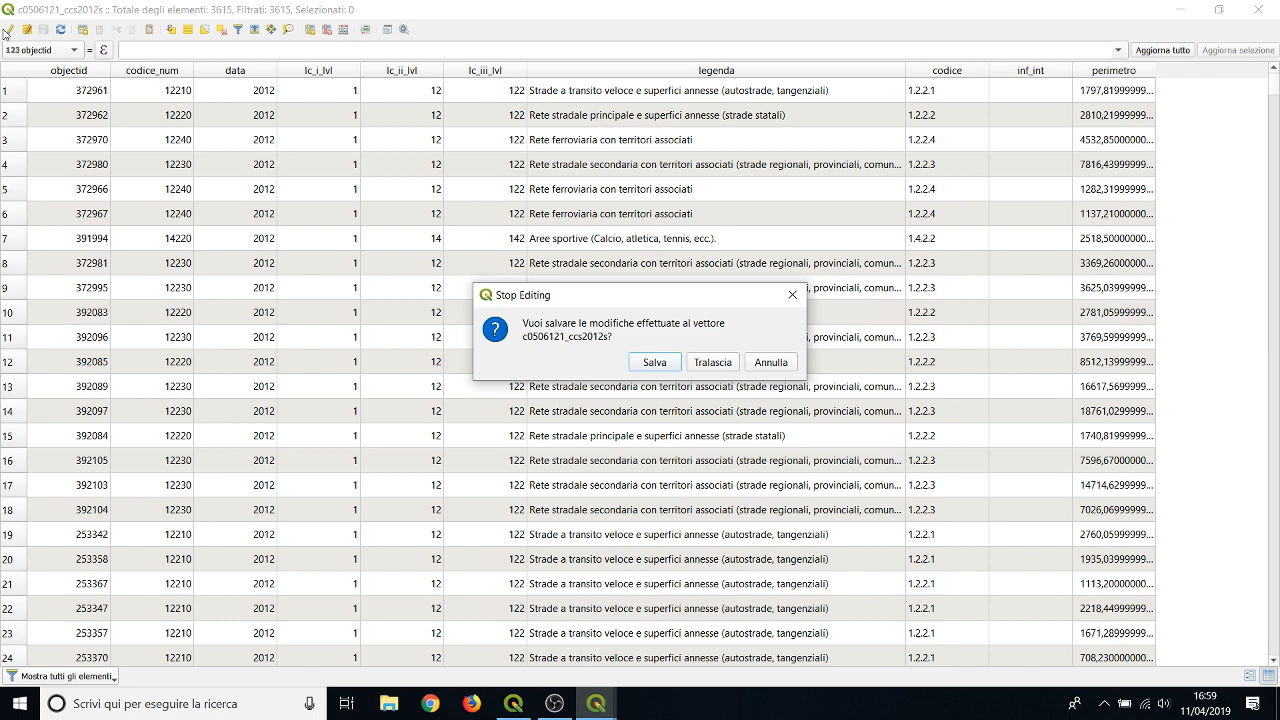 c0506121_ccs2012s :: Totale degli elementi: 3615, Filtrati: 3615, Selezionati: 0
123 objectid = ε Aggiorna tutto Aggiorna selezione
objectid codice_num data lc_i_lvl lc_ii_lvl lc_iii_lvl legenda codice inf_int perimetro
1 372961 12210 2012 1 12 122 Strade a transito veloce e superfici annesse (autostrade, tangenziali) 1.2.2.1 1797,81999999...
2 372962 12220 2012 1 12 122 Rete stradale principale e superfici annesse (strade statali) 1.2.2.2 2810,21999999...
3 372970 12240 2012 1 12 122 Rete ferroviaria con territori associati 1.2.2.4 4532,85000000...
4 372980 12230 2012 1 12 122 Rete stradale secondaria con territori associati (strade regionali, provinciali, comun... 1.2.2.3 7816,43999999...
5 372966 12240 2012 1 12 122 Rete ferroviaria con territori associati 1.2.2.4 1282,31999999...
6 372967 12240 2012 1 12 122 Rete ferroviaria con territori associati 1.2.2.4 1137,21000000...
7 391994 14220 2012 1 14 142 Aree sportive (Calcio, atletica, tennis, ecc.). 1.4.2.2 2518,50000000...
8 372981 12230 2012 1 12 122 Rete stradale secondaria con territori associati (strade regionali, provinciali, comun... 1.2.2.3 3369,26000000...
9 372995 12230 2012 1 12 li, comun... 1.2.2.3 3625,03999999...
10 392083 12220 2012 1 12 1.2.2.2 2781,05999999...
11 392096 12230 2012 1 12 li, comun... 1.2.2.3 3769,59999999...
12 392085 12220 2012 1 12 1.2.2.2 8512,13999999...
13 392089 12230 2012 1 12 122 Rete stradale secondaria con territori associati (strade regionali, provinciali, comun... 1.2.2.3 16617,5699999...
14 392097 12230 2012 1 12 122 Rete stradale secondaria con territori associati (strade regionali, provinciali, comun... 1.2.2.3 18761,0299999...
15 392084 12220 2012 1 12 122 Rete stradale principale e superfici annesse (strade statali) 1.2.2.2 1740,81999999...
16 392105 12230 2012 1 12 122 Rete stradale secondaria con territori associati (strade regionali, provinciali, comun... 1.2.2.3 7596,67000000...
17 392103 12230 2012 1 12 122 Rete stradale secondaria con territori associati (strade regionali, provinciali, comun... 1.2.2.3 14714,6299999...
18 392104 12230 2012 1 12 122 Rete stradale secondaria con territori associati (strade regionali, provinciali, comun... 1.2.2.3 7026,06999999...
19 253342 12210 2012 1 12 122 Strade a transito veloce e superfici annesse (autostrade, tangenziali) 1.2.2.1 2760,05999999...
20 253358 12210 2012 1 12 122 Strade a transito veloce e superfici annesse (autostrade, tangenziali) 1.2.2.1 1935,03999999...
21 253367 12210 2012 1 12 122 Strade a transito veloce e superfici annesse (autostrade, tangenziali) 1.2.2.1 1113,20000000...
22 253347 12210 2012 1 12 122 Strade a transito veloce e superfici annesse (autostrade, tangenziali) 1.2.2.1 2218,44999999...
23 253357 12210 2012 1 12 122 Strade a transito veloce e superfici annesse (autostrade, tangenziali) 1.2.2.1 1671,28999999...
24 253370 12210 2012 1 12 122 Strade a transito veloce e superfici annesse (autostrade, tangenziali) 1.2.2.1 708,230000000...
Stop Editing
Vuoi salvare le modifiche effettuate al vettore
c0506121_ccs2012s?
Salva Tralascia Annulla
Mostra tutti gli elementi
Scrivi qui per eseguire la ricerca
16:59
11/04/2019